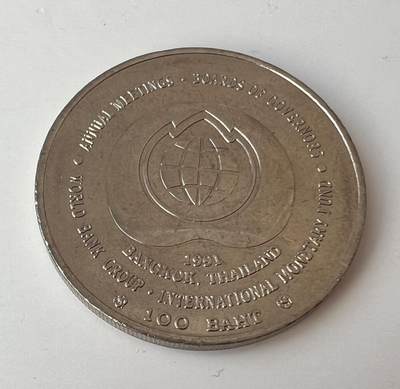 ANNUAL MEETINGS · BOARDS OF GOVERNORS
· WORLD BANK GROUP · INTERNATIONAL MONETARY FUND ·
1991
BANGKOK, THAILAND
100 BAHT